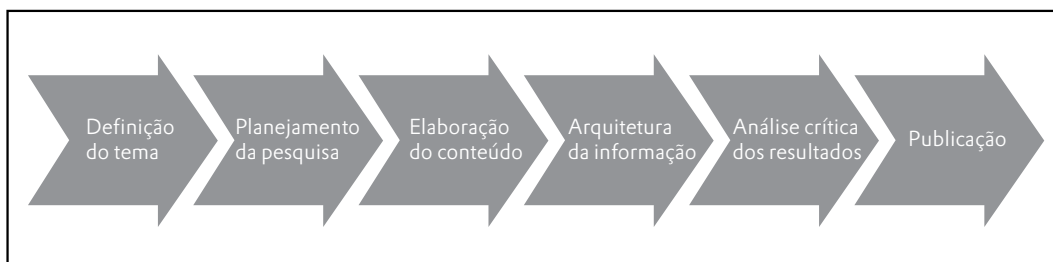 Definição
do tema
Planejamento
da pesquisa
Elaboração
do conteúdo
Arquitetura
da informação
Análise crítica
dos resultados
Publicação